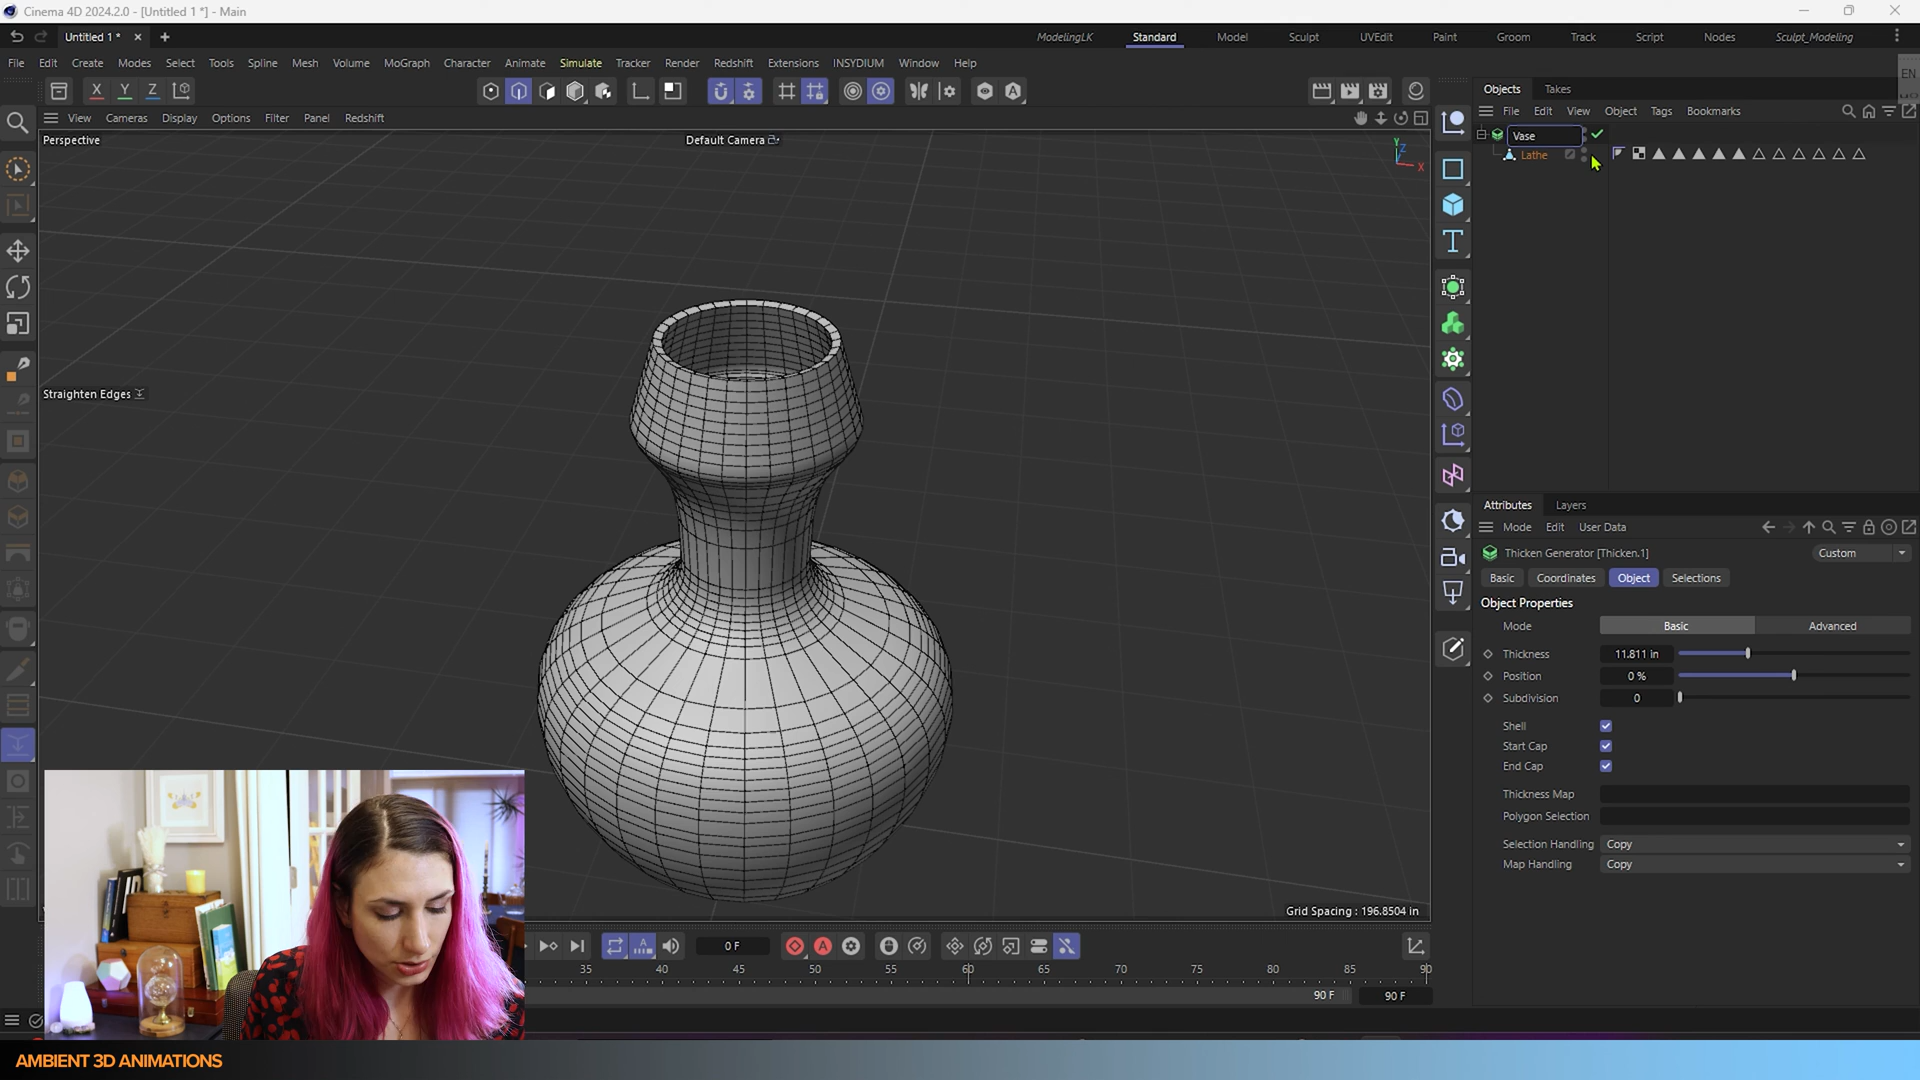 Cinema 4D 2024.2.0 - [Untitled 1 *] - Main
Untitled 1 *
ModelingLK Standard Model Sculpt UVEdit Paint Groom Track Script Nodes Sculpt_Modeling
File Edit Create Modes Select Tools Spline Mesh Volume MoGraph Character Animate Simulate Tracker Render Redshift Extensions INSYDIUM Window Help
EN
X Y Z
Objects Takes
File Edit View Object Tags Bookmarks
View Cameras Display Options Filter Panel Redshift
Perspective
Default Camera
Y
Z
X
Vase
Lathe
Straighten Edges
Attributes Layers
Mode Edit User Data
Thicken Generator [Thicken.1]
Custom
Basic Coordinates Object Selections
Object Properties
Mode Basic Advanced
Thickness 11.811 in
Position 0 %
Subdivision 0
Shell
Start Cap
End Cap
Thickness Map
Polygon Selection
Selection Handling Copy
Map Handling Copy
Grid Spacing : 196.8504 in
0 F
35 40 45 50 55 60 65 70 75 80 85 90
90 F 90 F
AMBIENT 3D ANIMATIONS